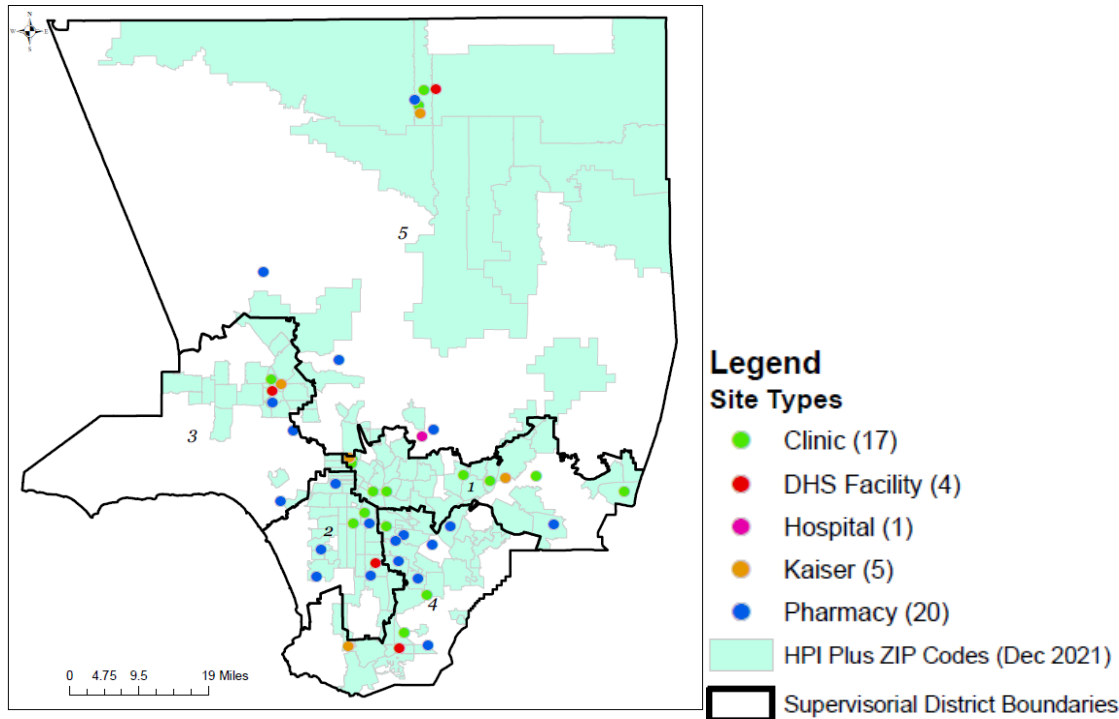 N
W E
S
5
3
1
2
4
0 4.75 9.5 19 Miles
Legend
Site Types
Clinic (17)
DHS Facility (4)
Hospital (1)
Kaiser (5)
Pharmacy (20)
HPI Plus ZIP Codes (Dec 2021)
Supervisorial District Boundaries